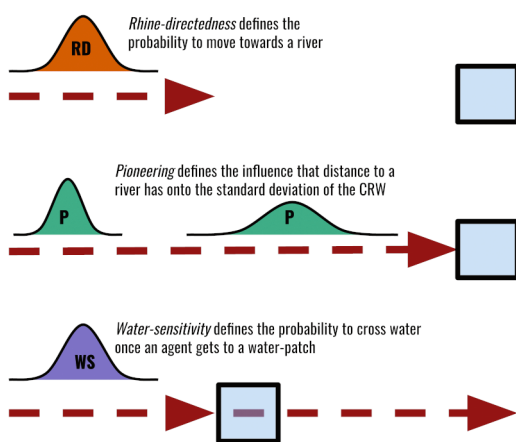 Rhine-directedness defines the
probability to move towards a river
RD
Pioneering defines the influence that distance to a
river has onto the standard deviation of the CRW
P
P
Water-sensitivity defines the probability to cross water
once an agent gets to a water-patch
WS